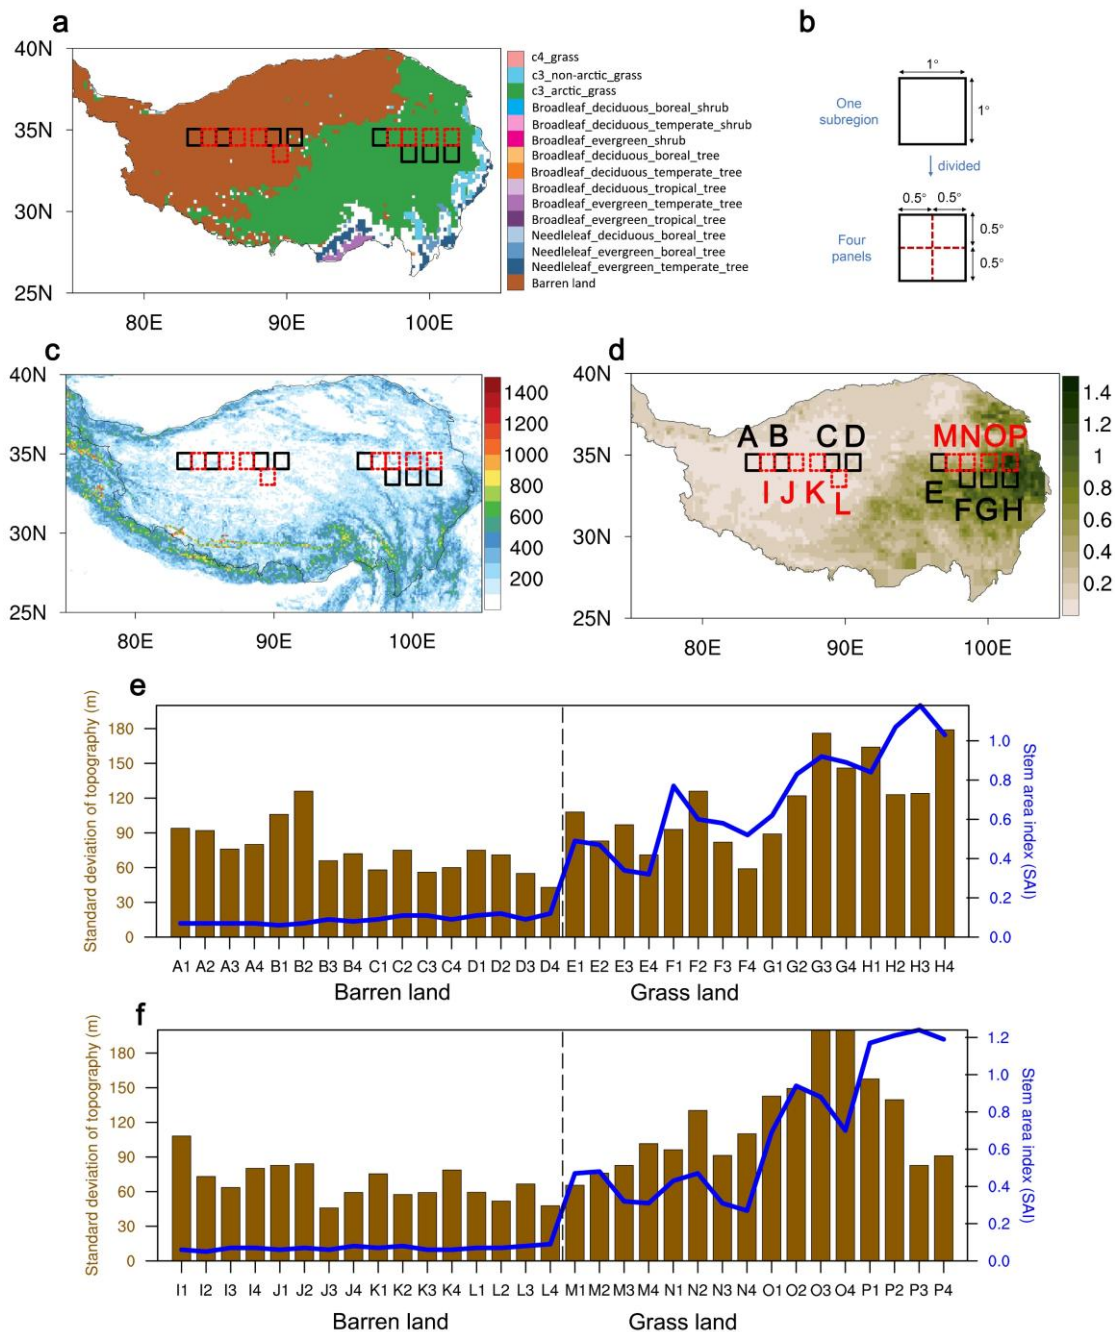 a
40N
35N
30N
25N
80E 90E 100E
c4_grass
c3_non-arctic_grass
c3_arctic_grass
Broadleaf_deciduous_boreal_shrub
Broadleaf_deciduous_temperate_shrub
Broadleaf_evergreen_shrub
Broadleaf_deciduous_boreal_tree
Broadleaf_deciduous_temperate_tree
Broadleaf_deciduous_tropical_tree
Broadleaf_evergreen_temperate_tree
Broadleaf_evergreen_tropical_tree
Needleleaf_deciduous_boreal_tree
Needleleaf_evergreen_boreal_tree
Needleleaf_evergreen_temperate_tree
Barren land
b
1°
One
subregion
1°
divided
0.5° 0.5°
Four
panels
0.5°
0.5°
c
40N
35N
30N
25N
80E 90E 100E
1400
1200
1000
800
600
400
200
d
40N
35N
30N
25N
80E 90E 100E
A B C D MNOP
I J K L E FGH
1.4
1.2
1
0.8
0.6
0.4
0.2
e
Standard deviation of topography (m)
180
150
120
90
60
30
0
1.0
0.8
0.6
0.4
0.2
0.0
Stem area index (SAI)
A1 A2 A3 A4 B1 B2 B3 B4 C1 C2 C3 C4 D1 D2 D3 D4 E1 E2 E3 E4 F1 F2 F3 F4 G1 G2 G3 G4 H1 H2 H3 H4
Barren land Grass land
f
Standard deviation of topography (m)
180
150
120
90
60
30
0
1.2
1.0
0.8
0.6
0.4
0.2
0.0
Stem area index (SAI)
I1 I2 I3 I4 J1 J2 J3 J4 K1 K2 K3 K4 L1 L2 L3 L4 M1 M2 M3 M4 N1 N2 N3 N4 O1 O2 O3 O4 P1 P2 P3 P4
Barren land Grass land